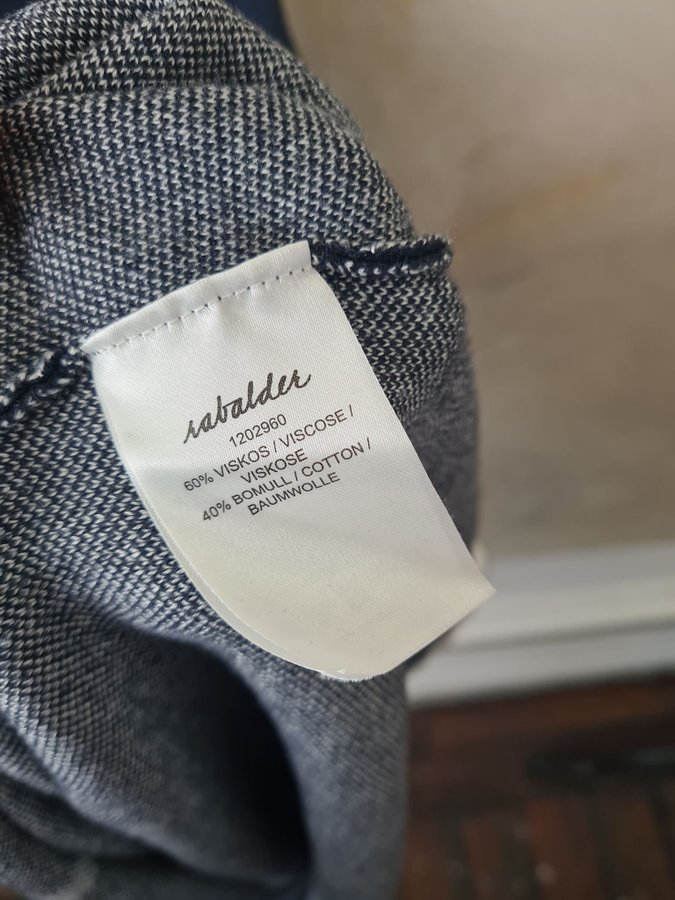 rabalder
1202960
60% VISKOS / VISCOSE /
VISKOSE
40% BOMULL / COTTON /
BAUMWOLLE